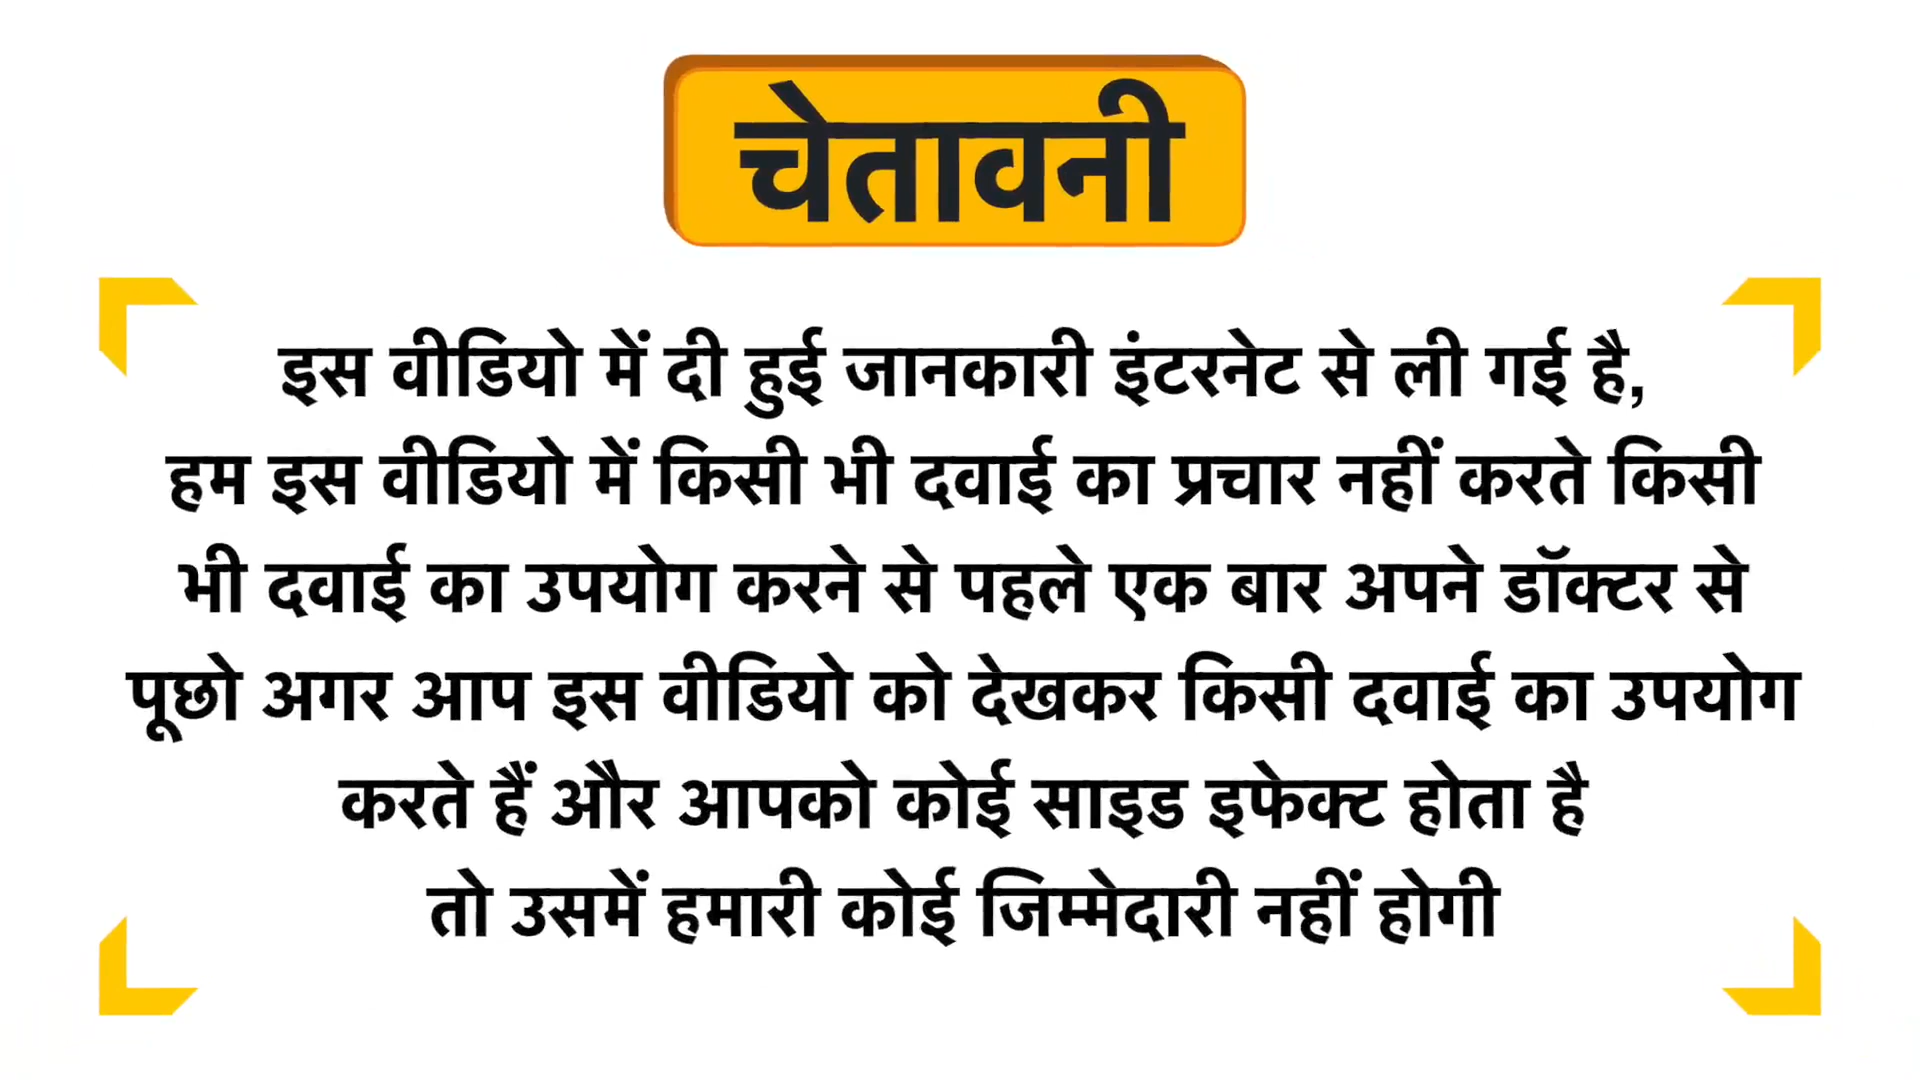 चेतावनी
इस वीडियो में दी हुई जानकारी इंटरनेट से ली गई है,
हम इस वीडियो में किसी भी दवाई का प्रचार नहीं करते किसी
भी दवाई का उपयोग करने से पहले एक बार अपने डॉक्टर से
पूछो अगर आप इस वीडियो को देखकर किसी दवाई का उपयोग
करते हैं और आपको कोई साइड इफेक्ट होता है
तो उसमें हमारी कोई जिम्मेदारी नहीं होगी